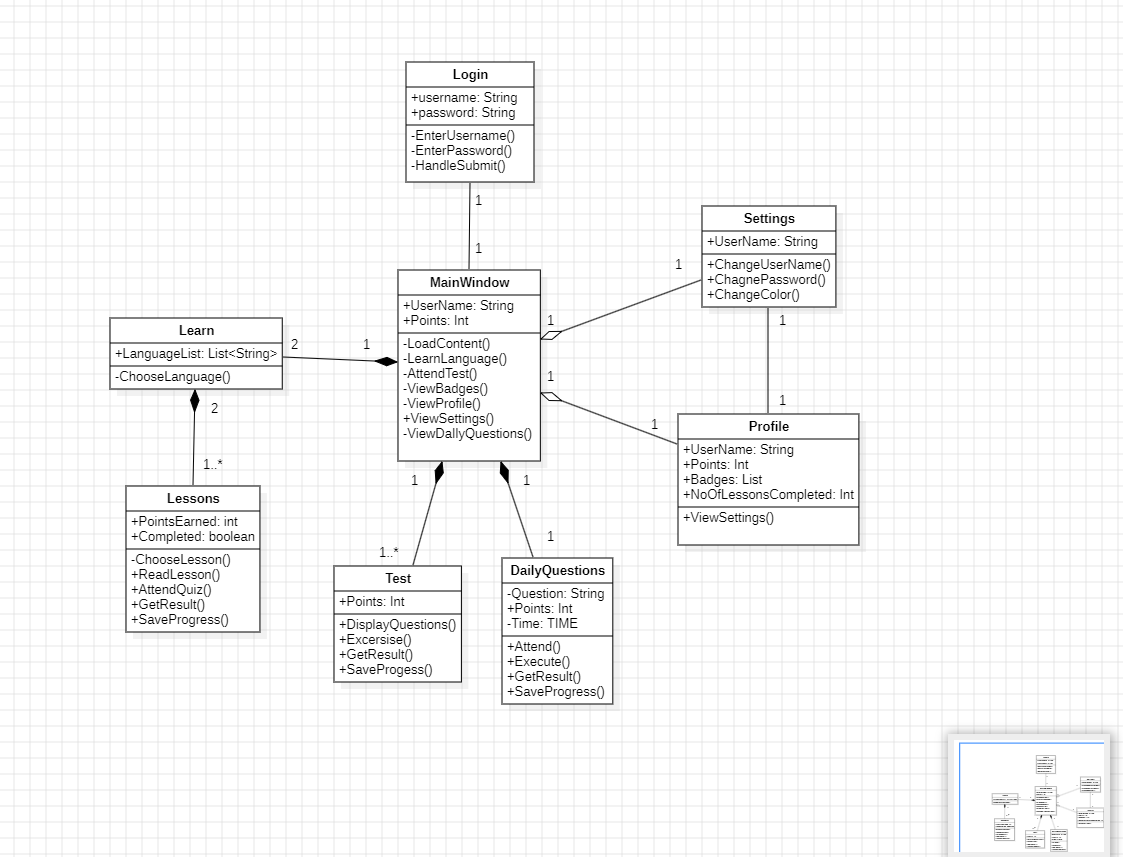 Login
+username: String
+password: String
-EnterUsername()
-EnterPassword()
-HandleSubmit()
1
1
Settings
+UserName: String
+ChangeUserName()
+ChagnePassword()
+ChangeColor()
1
1
MainWindow
+UserName: String
+Points: Int
-LoadContent()
-LearnLanguage()
-AttendTest()
-ViewBadges()
-ViewProfile()
+ViewSettings()
-ViewDallyQuestions()
1
1
1
1
Learn
+LanguageList: List<String>
-ChooseLanguage()
2
1
2
1..*
Profile
+UserName: String
+Points: Int
+Badges: List
+NoOfLessonsCompleted: Int
+ViewSettings()
Lessons
+PointsEarned: int
+Completed: boolean
-ChooseLesson()
+ReadLesson()
+AttendQuiz()
+GetResult()
+SaveProgress()
1
1
1..*
1
Test
+Points: Int
+DisplayQuestions()
+Excersise()
+GetResult()
+SaveProgess()
DailyQuestions
-Question: String
+Points: Int
-Time: TIME
+Attend()
+Execute()
+GetResult()
+SaveProgress()